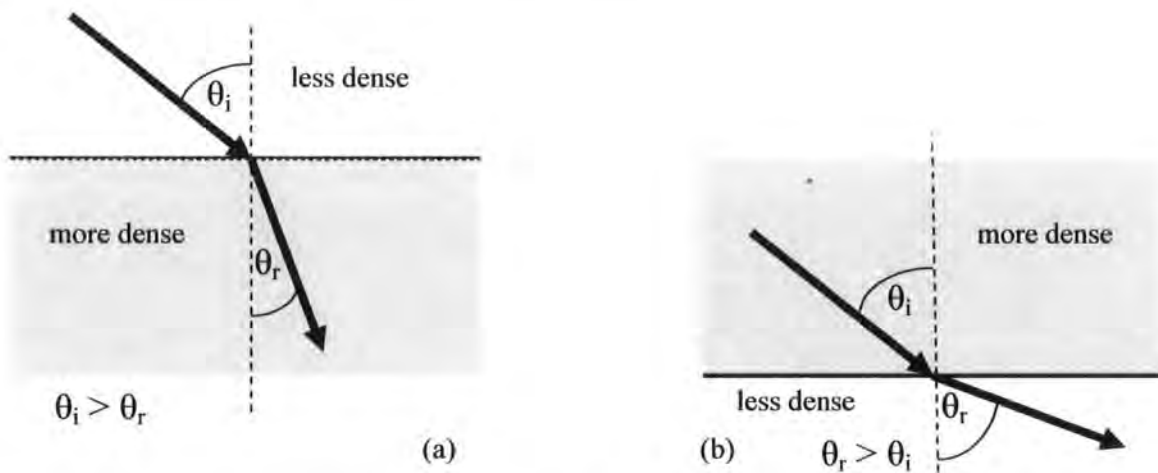 less dense
θi
more dense
θr
θi > θr
(a)
more dense
θi
less dense
θr
θr > θi
(b)